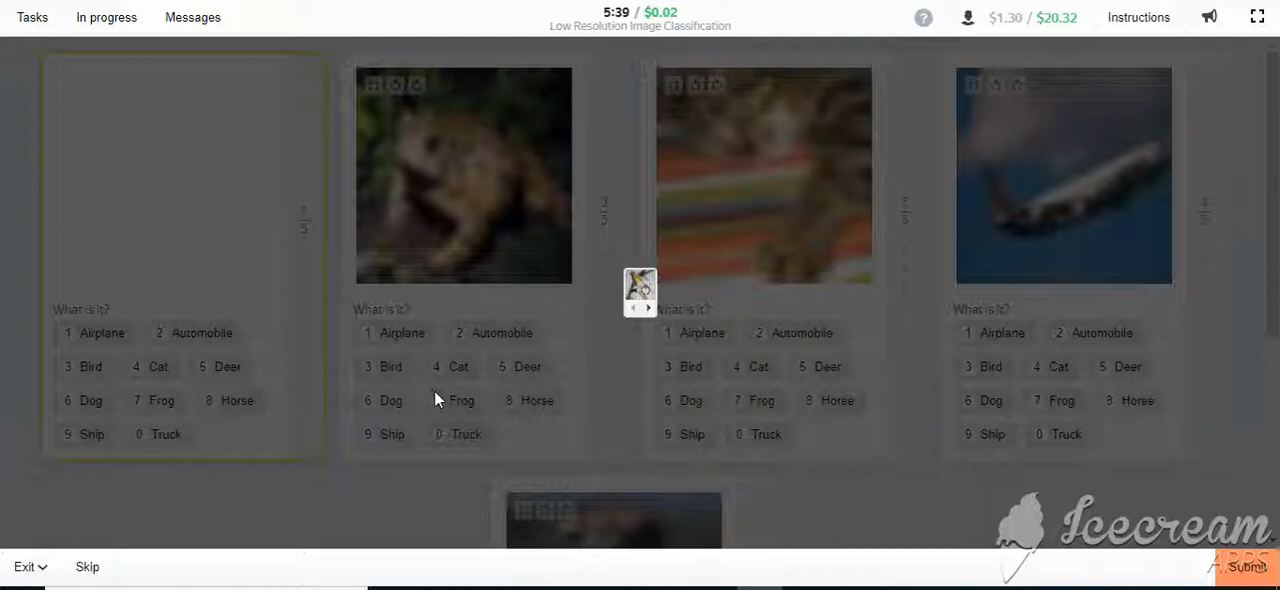 Tasks In progress Messages 5:39 / $0.02 $1.30 / $20.32 Instructions
Low Resolution Image Classification
What is it? What is it? What is it? What is it?
1 Airplane 2 Automobile 1 Airplane 2 Automobile 1 Airplane 2 Automobile 1 Airplane 2 Automobile
3 Bird 4 Cat 5 Deer 3 Bird 4 Cat 5 Deer 3 Bird 4 Cat 5 Deer 3 Bird 4 Cat 5 Deer
6 Dog 7 Frog 8 Horse 6 Dog Frog 8 Horse 6 Dog 7 Frog 8 Horse 6 Dog 7 Frog 8 Horse
9 Ship 0 Truck 9 Ship 0 Truck 9 Ship 0 Truck 9 Ship 0 Truck
Icecream
APPS
Exit Skip Submit